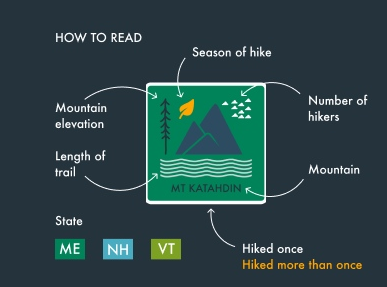 HOW TO READ
Season of hike
Mountain
elevation
Number of
hikers
Length of
trail
Mountain
MT KATAHDIN
State
ME NH VT
Hiked once
Hiked more than once